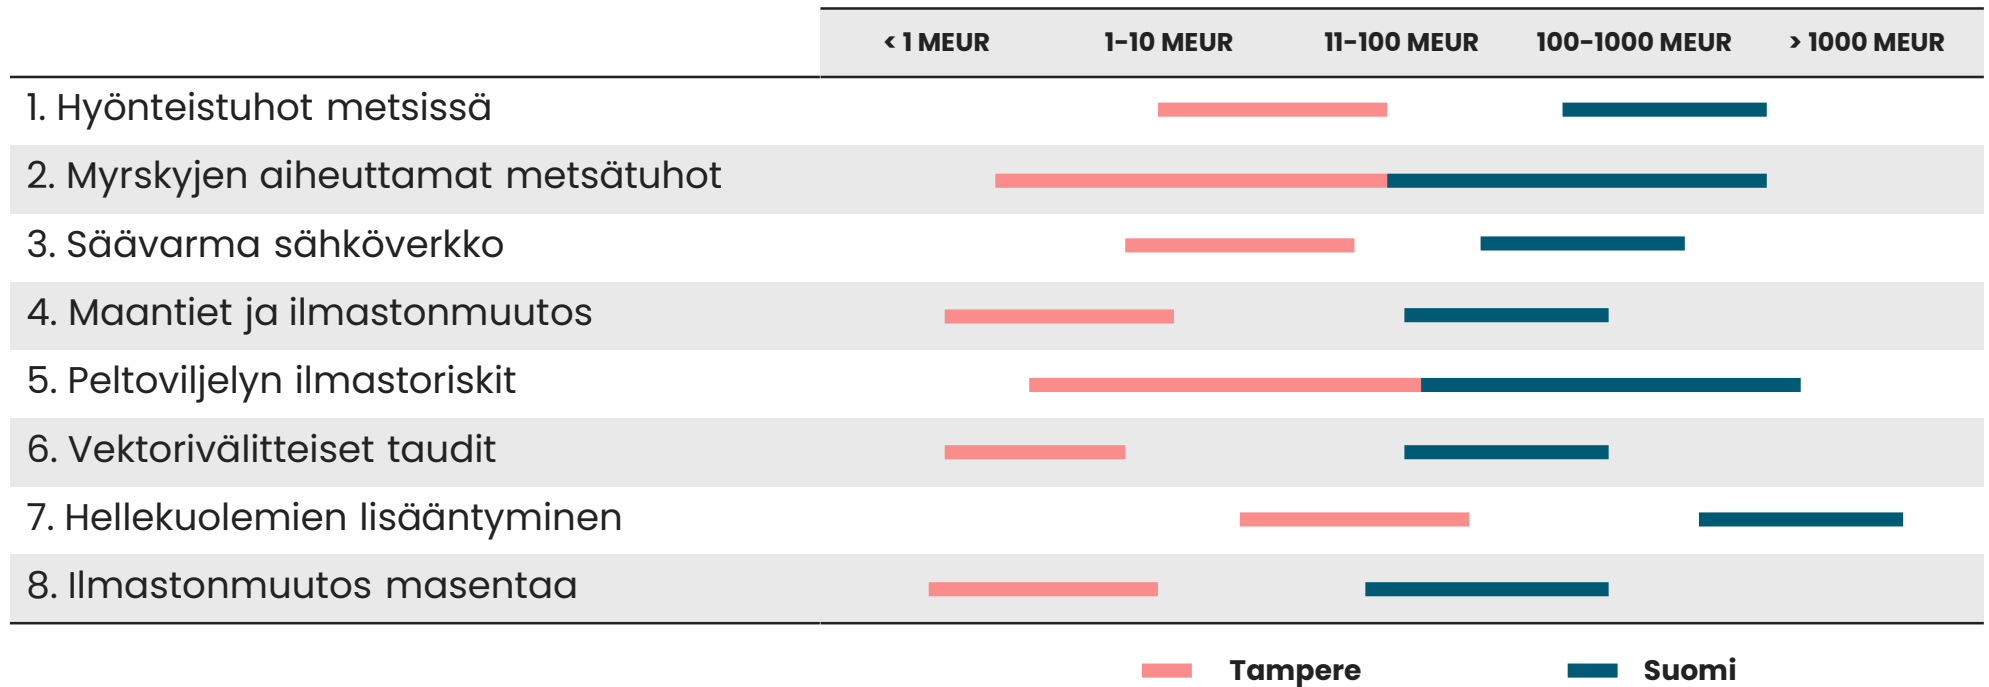 < 1 MEUR 1-10 MEUR 11-100 MEUR 100-1000 MEUR > 1000 MEUR
1. Hyönteistuhot metsissä
2. Myrskyjen aiheuttamat metsätuhot
3. Säävarma sähköverkko
4. Maantiet ja ilmastonmuutos
5. Peltoviljelyn ilmastoriskit
6. Vektorivälitteiset taudit
7. Hellekuolemien lisääntyminen
8. Ilmastonmuutos masentaa
Tampere Suomi